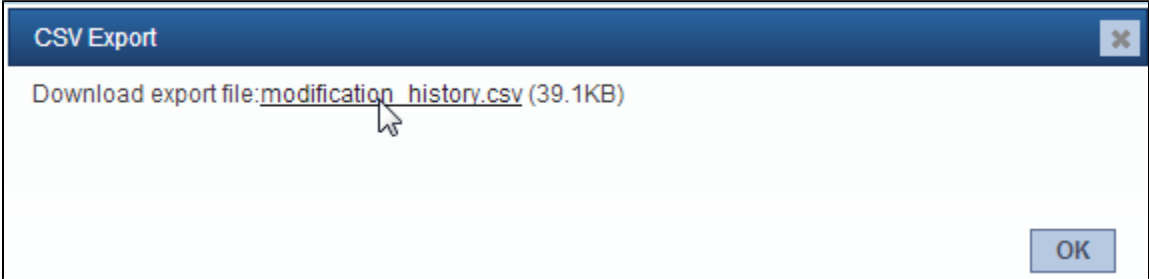 CSV Export
Download export file:modification_history.csv (39.1KB)
OK